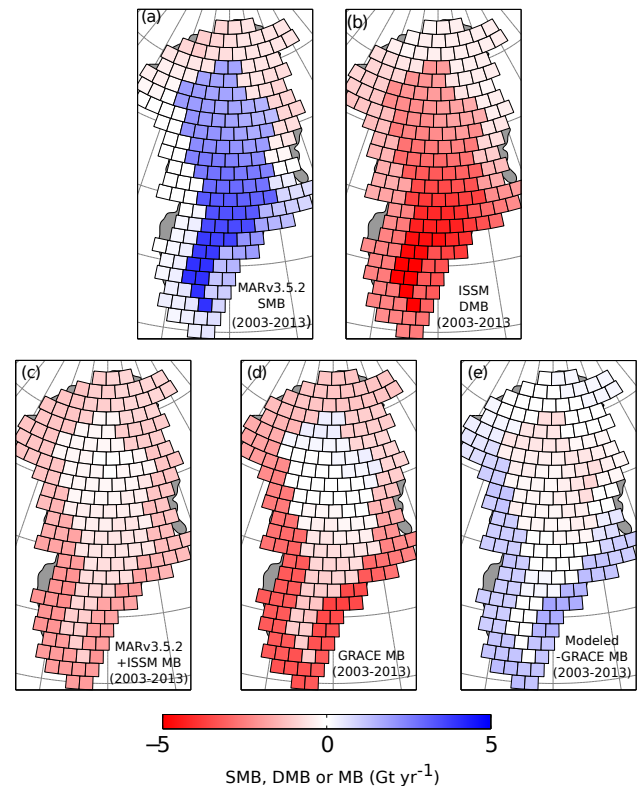 (a)
MARv3.5.2
SMB
(2003-2013)
(b)
ISSM
DMB
(2003-2013
(c)
MARv3.5.2
+ISSM MB
(2003-2013)
(d)
GRACE MB
(2003-2013)
(e)
Modeled
-GRACE MB
(2003-2013)
−5 0 5
SMB, DMB or MB (Gt yr⁻¹)